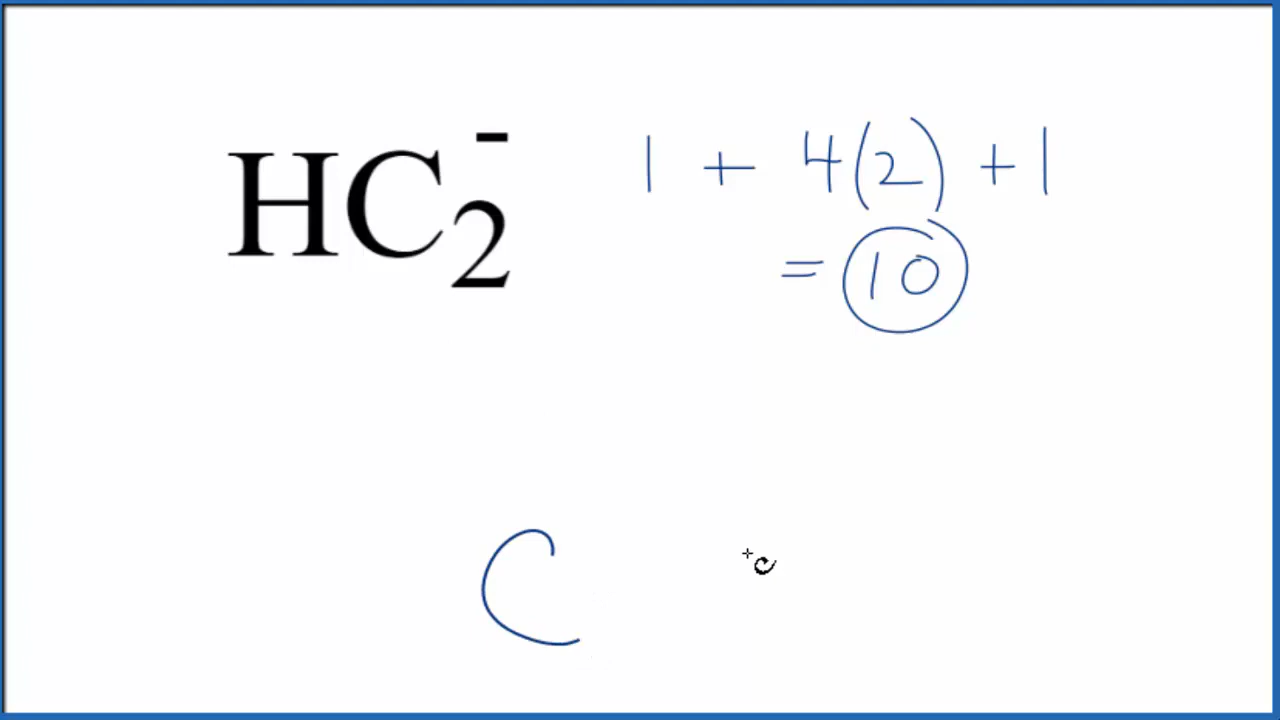 HC₂⁻ 1 + 4(2) + 1
= 10
C